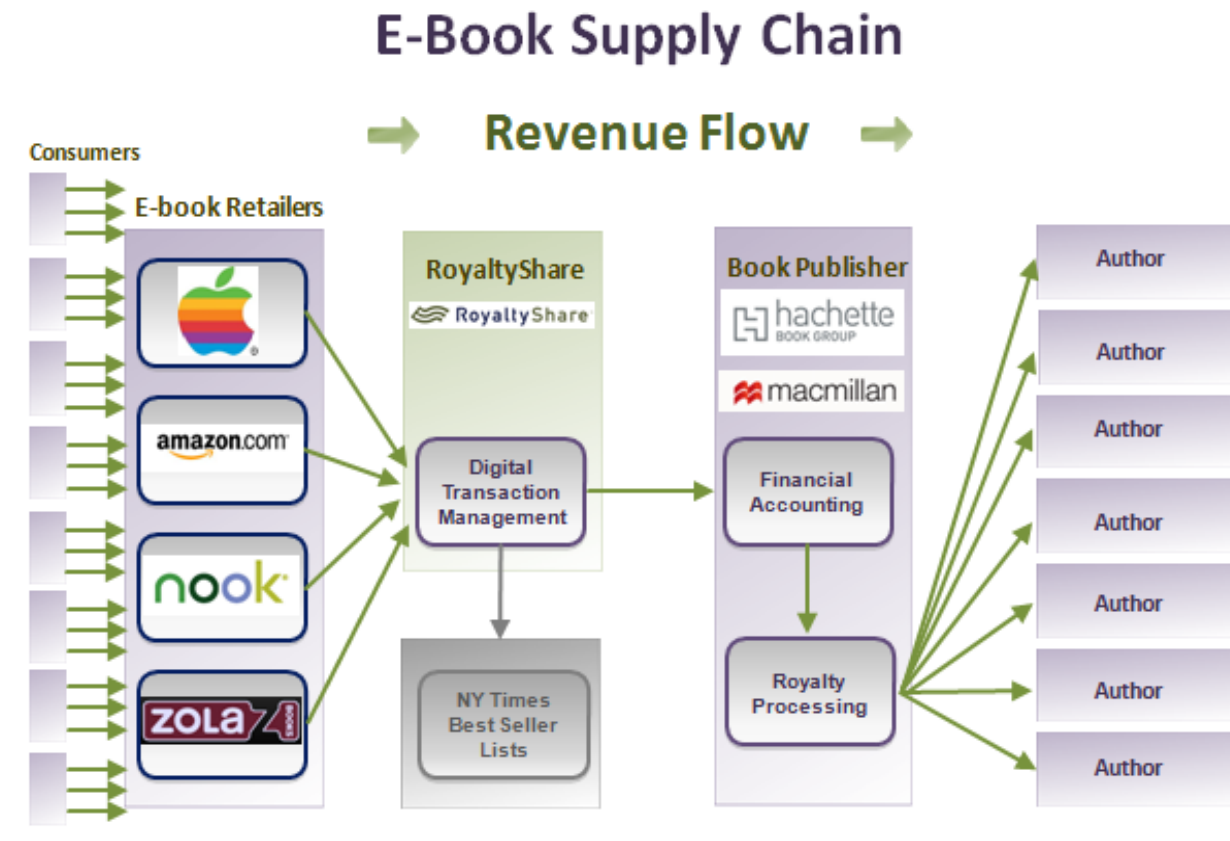 E-Book Supply Chain
Revenue Flow
Consumers
E-book Retailers
amazon.com
nook
ZOLA
BOOKS
RoyaltyShare
RoyaltyShare
Digital
Transaction
Management
NY Times
Best Seller
Lists
Book Publisher
hachette
BOOK GROUP
macmillan
Financial
Accounting
Royalty
Processing
Author
Author
Author
Author
Author
Author
Author